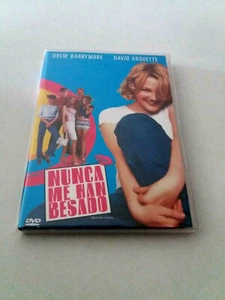 DREW BARRYMORE DAVID ARQUETTE
NUNCA
ME HAN
BESADO
DVD